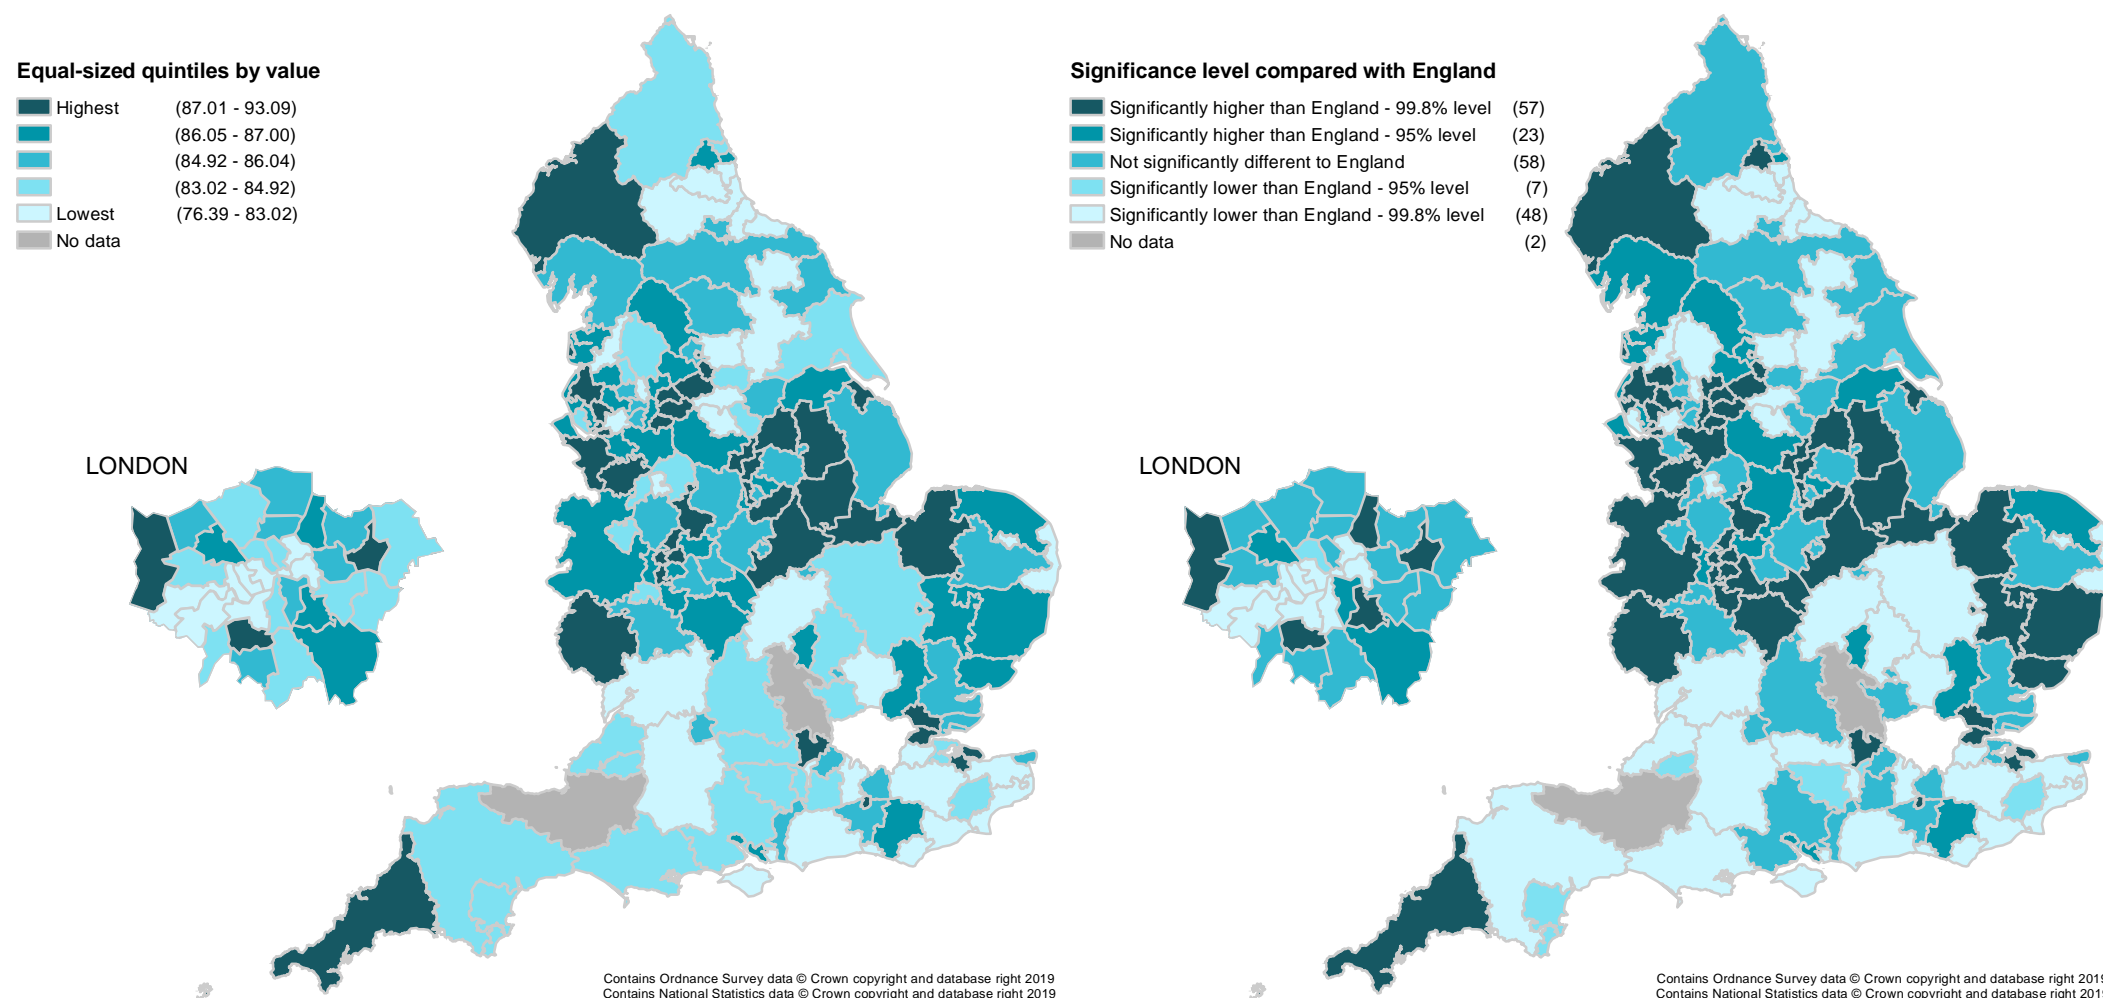 Equal-sized quintiles by value
Highest (87.01 - 93.09)
(86.05 - 87.00)
(84.92 - 86.04)
(83.02 - 84.92)
Lowest (76.39 - 83.02)
No data
LONDON
Contains Ordnance Survey data © Crown copyright and database right 2019
Contains National Statistics data © Crown copyright and database right 2019
Significance level compared with England
Significantly higher than England - 99.8% level (57)
Significantly higher than England - 95% level (23)
Not significantly different to England (58)
Significantly lower than England - 95% level (7)
Significantly lower than England - 99.8% level (48)
No data (2)
LONDON
Contains Ordnance Survey data © Crown copyright and database right 2019
Contains National Statistics data © Crown copyright and database right 2019